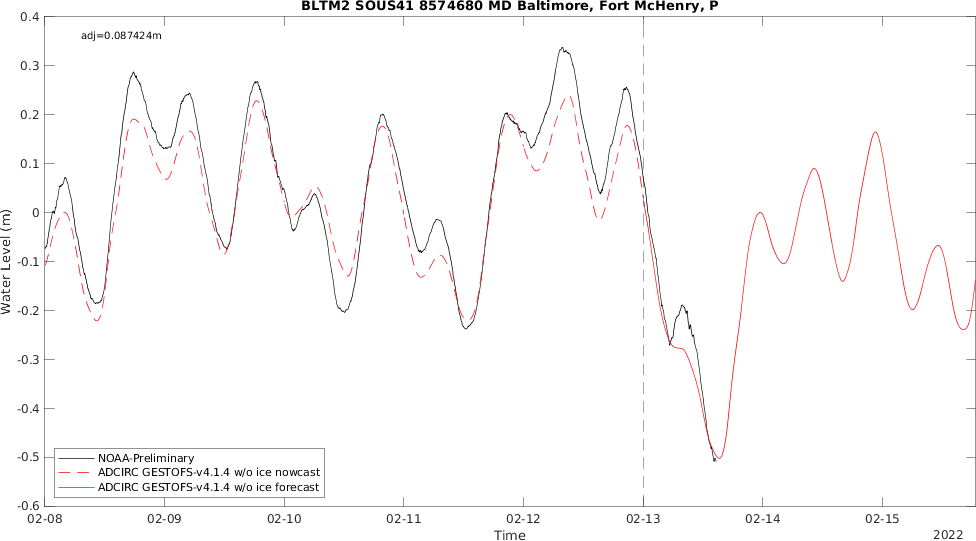 BLTM2 SOUS41 8574680 MD Baltimore, Fort McHenry, P
adj=0.087424m
0.4
0.3
0.2
0.1
0
-0.1
-0.2
-0.3
-0.4
-0.5
-0.6
Water Level (m)
NOAA-Preliminary
ADCIRC GESTOFS-v4.1.4 w/o ice nowcast
ADCIRC GESTOFS-v4.1.4 w/o ice forecast
02-08 02-09 02-10 02-11 02-12 02-13 02-14 02-15
Time
2022